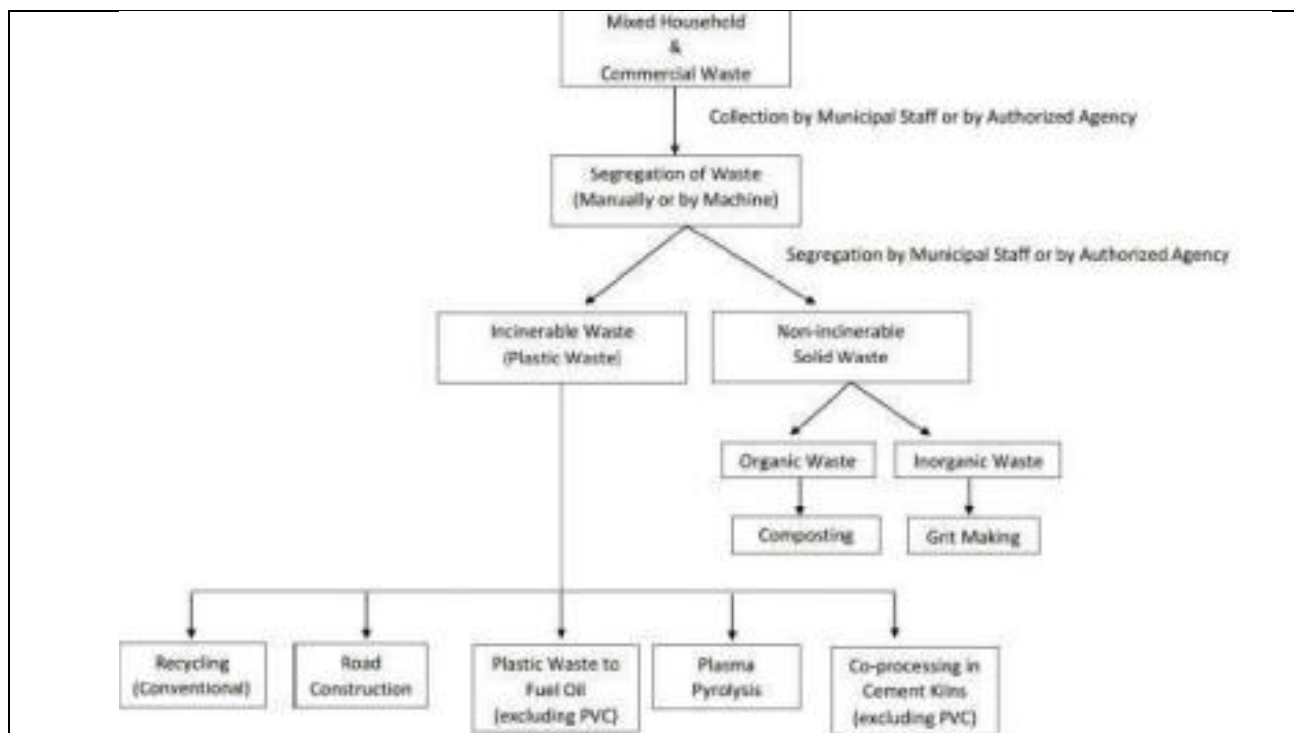 Mixed Household
&
Commercial Waste
Collection by Municipal Staff or by Authorized Agency
Segregation of Waste
(Manually or by Machine)
Segregation by Municipal Staff or by Authorized Agency
Incinerable Waste
(Plastic Waste)
Non-incinerable
Solid Waste
Organic Waste
Inorganic Waste
Composting
Grit Making
Recycling
(Conventional)
Road
Construction
Plastic Waste to
Fuel Oil
(excluding PVC)
Plasma
Pyrolysis
Co-processing in
Cement Kilns
(excluding PVC)